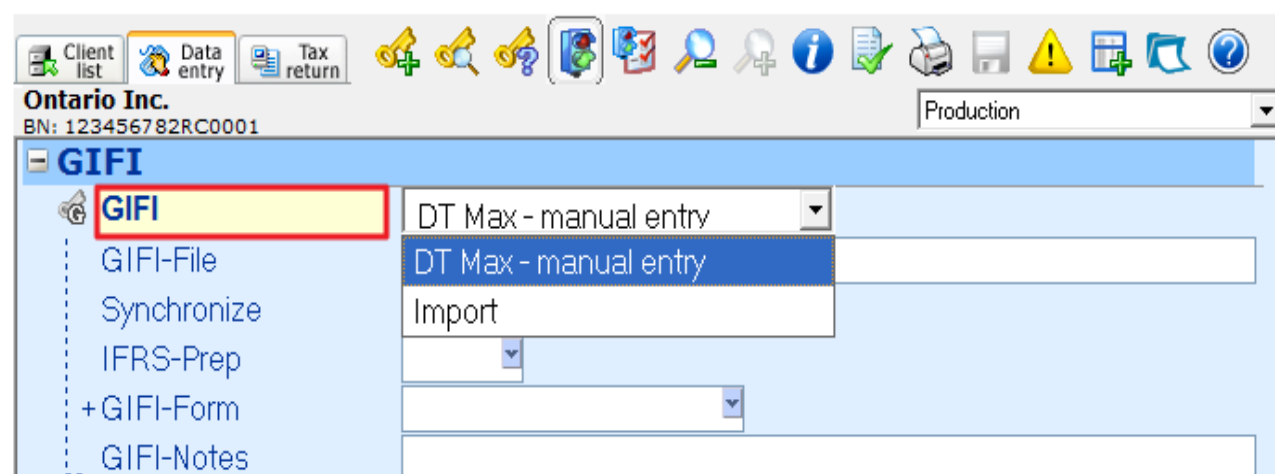 Client list
Data entry
Tax return
Ontario Inc.
BN: 123456782RC0001
Production
GIFI
GIFI
DT Max - manual entry
GIFI-File
DT Max - manual entry
Synchronize
Import
IFRS-Prep
+GIFI-Form
GIFI-Notes